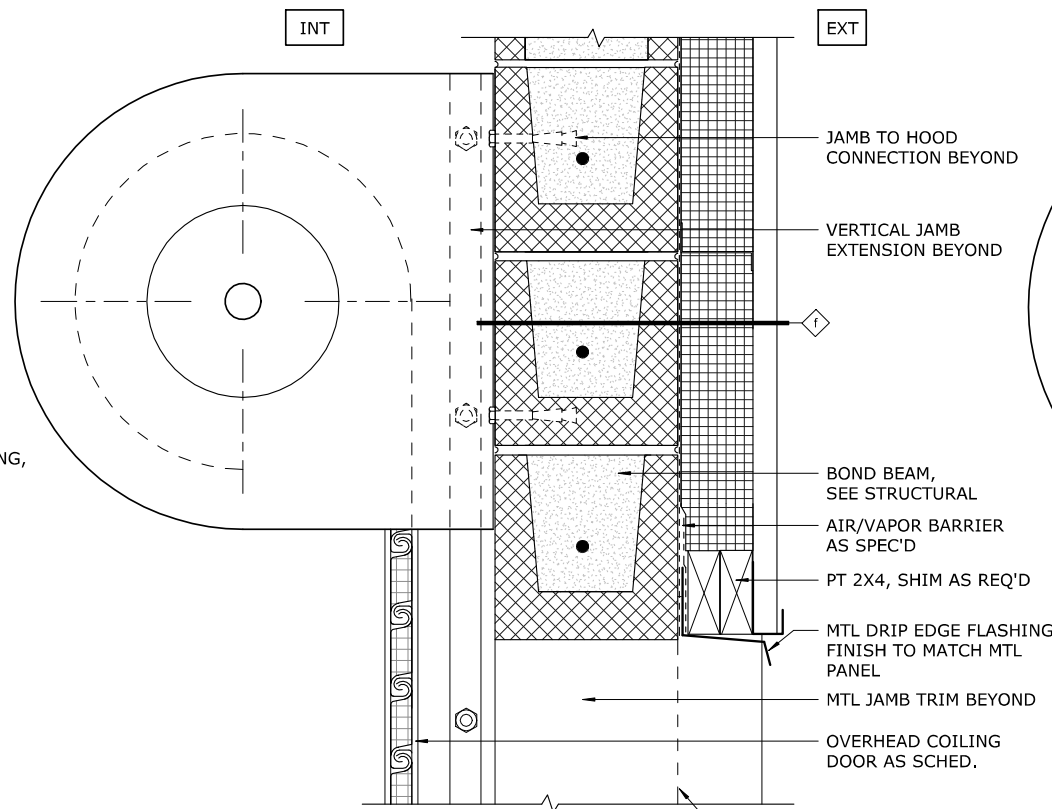 INT
EXT
JAMB TO HOOD
CONNECTION BEYOND
VERTICAL JAMB
EXTENSION BEYOND
f
NG,
BOND BEAM,
SEE STRUCTURAL
AIR/VAPOR BARRIER
AS SPEC'D
PT 2X4, SHIM AS REQ'D
MTL DRIP EDGE FLASHING
FINISH TO MATCH MTL
PANEL
MTL JAMB TRIM BEYOND
OVERHEAD COILING
DOOR AS SCHED.